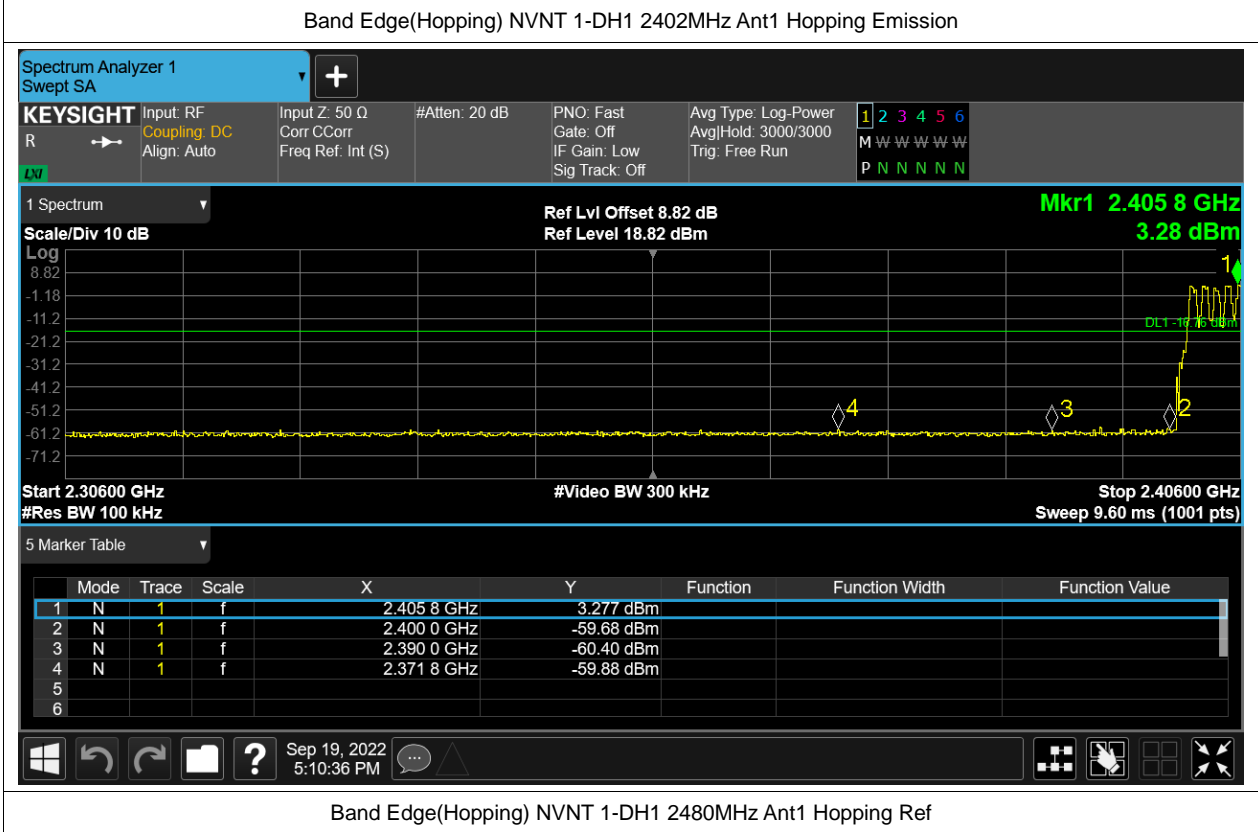 Band Edge(Hopping) NVNT 1-DH1 2402MHz Ant1 Hopping Emission
Spectrum Analyzer 1
Swept SA
KEYSIGHT
R
LXI
Input: RF
Coupling: DC
Align: Auto
Input Z: 50 Ω
Corr CCorr
Freq Ref: Int (S)
#Atten: 20 dB
PNO: Fast
Gate: Off
IF Gain: Low
Sig Track: Off
Avg Type: Log-Power
Avg|Hold: 3000/3000
Trig: Free Run
1 2 3 4 5 6
M W W W W W
P N N N N N
1 Spectrum
Scale/Div 10 dB
Ref Lvl Offset 8.82 dB
Ref Level 18.82 dBm
Mkr1 2.405 8 GHz
3.28 dBm
Log
8.82
-1.18
-11.2
-21.2
-31.2
-41.2
-51.2
-61.2
-71.2
1
DL1 -16.76 dBm
4
3
2
Start 2.30600 GHz
#Res BW 100 kHz
#Video BW 300 kHz
Stop 2.40600 GHz
Sweep 9.60 ms (1001 pts)
5 Marker Table
Mode Trace Scale X Y Function Function Width Function Value
1 N 1 f 2.405 8 GHz 3.277 dBm
2 N 1 f 2.400 0 GHz -59.68 dBm
3 N 1 f 2.390 0 GHz -60.40 dBm
4 N 1 f 2.371 8 GHz -59.88 dBm
5
6
?
Sep 19, 2022
5:10:36 PM
Band Edge(Hopping) NVNT 1-DH1 2480MHz Ant1 Hopping Ref